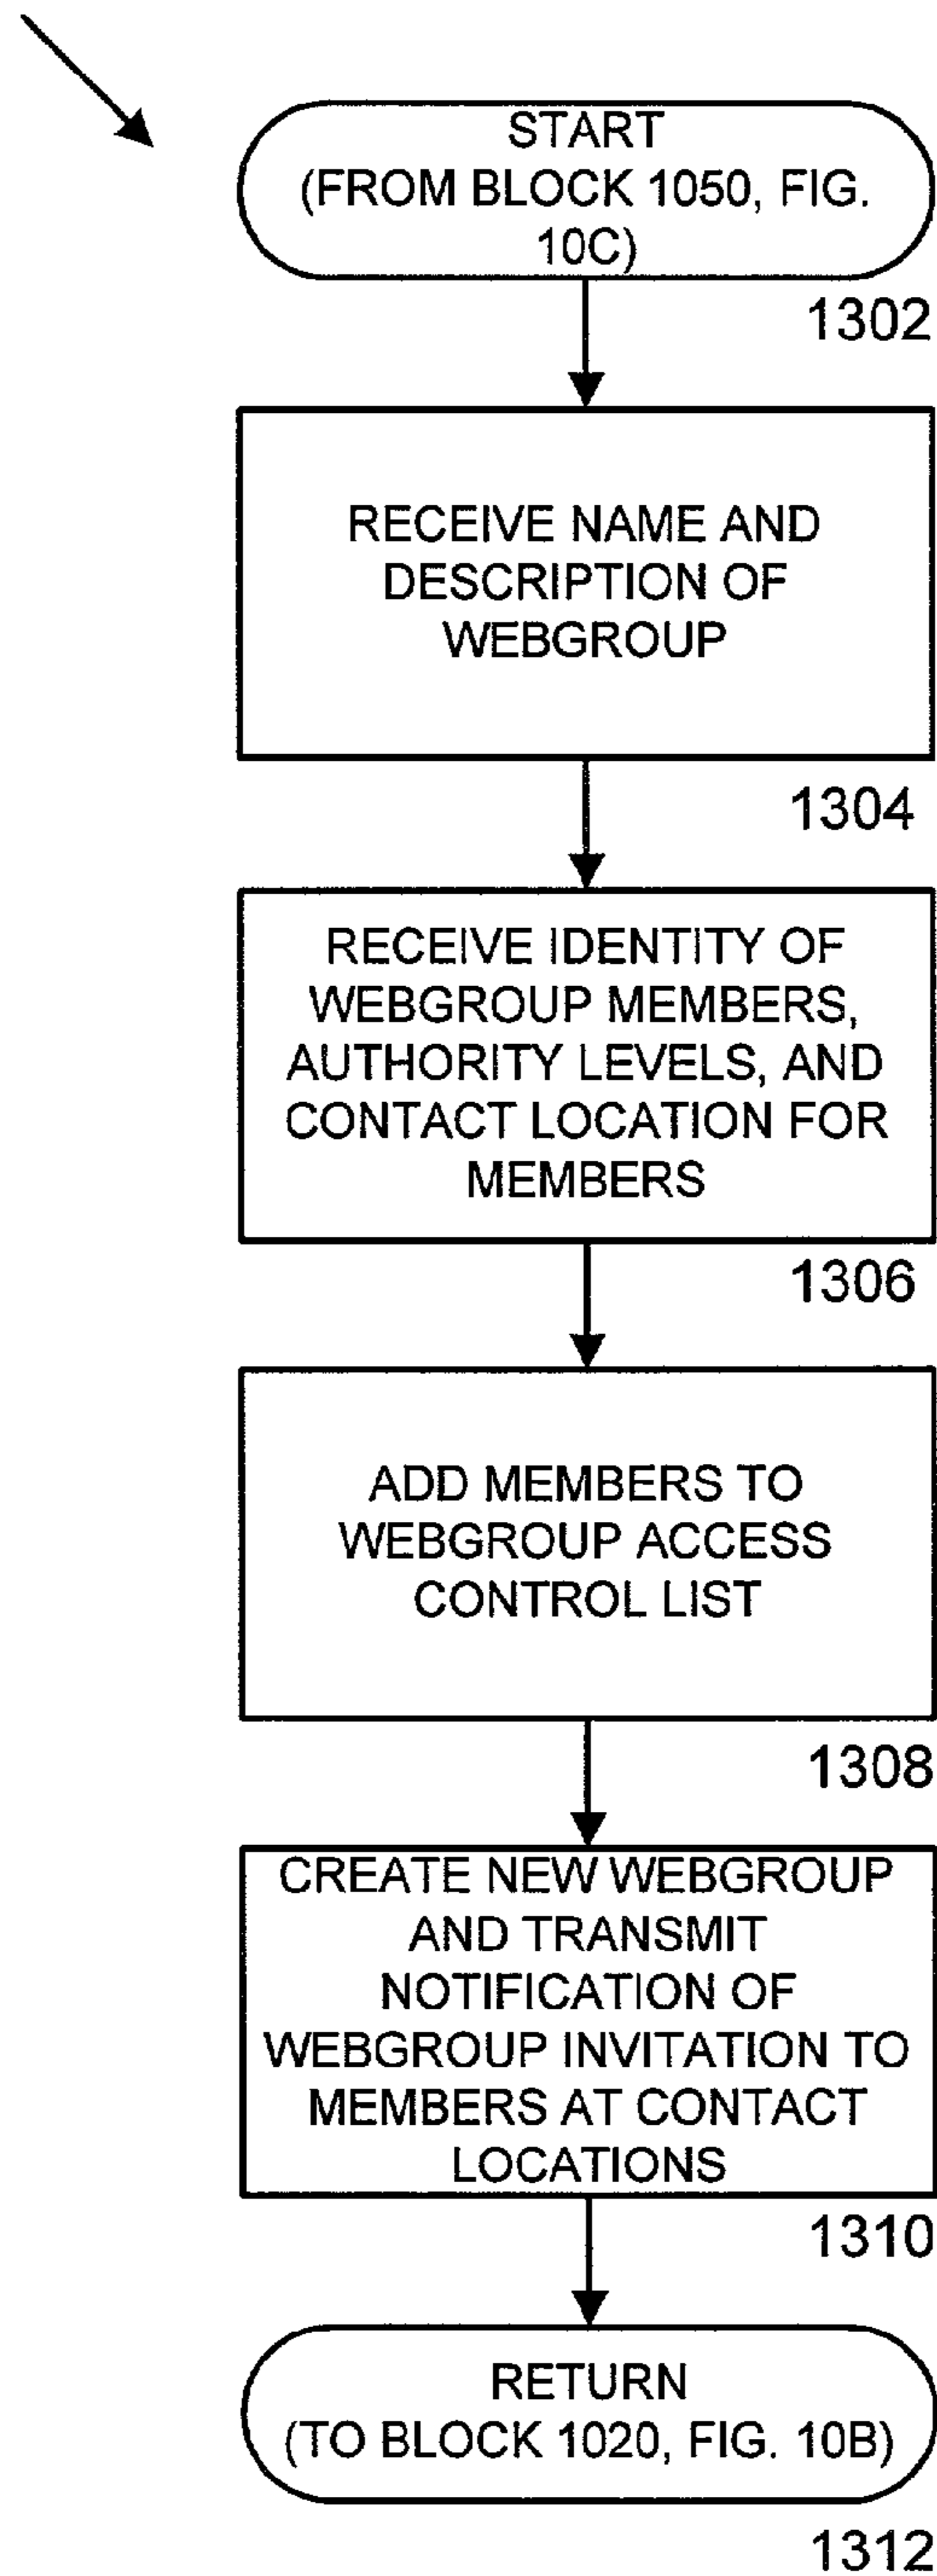 START
(FROM BLOCK 1050, FIG.
10C)
1302
RECEIVE NAME AND
DESCRIPTION OF
WEBGROUP
1304
RECEIVE IDENTITY OF
WEBGROUP MEMBERS,
AUTHORITY LEVELS, AND
CONTACT LOCATION FOR
MEMBERS
1306
ADD MEMBERS TO
WEBGROUP ACCESS
CONTROL LIST
1308
CREATE NEW WEBGROUP
AND TRANSMIT
NOTIFICATION OF
WEBGROUP INVITATION TO
MEMBERS AT CONTACT
LOCATIONS
1310
RETURN
(TO BLOCK 1020, FIG. 10B)
1312